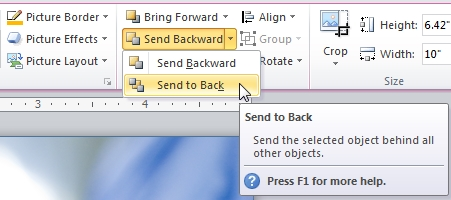 Picture Border
Picture Effects
Picture Layout
Bring Forward
Send Backward
Send Backward
Send to Back
Align
Group
Rotate
Crop
Height: 6.42"
Width: 10"
Size
3
4
Send to Back
Send the selected object behind all
other objects.
Press F1 for more help.